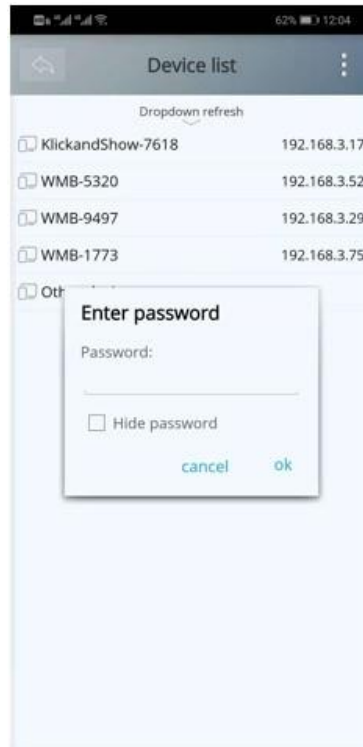 62% 12:04
Device list
Dropdown refresh
KlickandShow-7618 192.168.3.17
WMB-5320 192.168.3.52
WMB-9497 192.168.3.29
WMB-1773 192.168.3.75
Enter password
Password:
Hide password
cancel ok